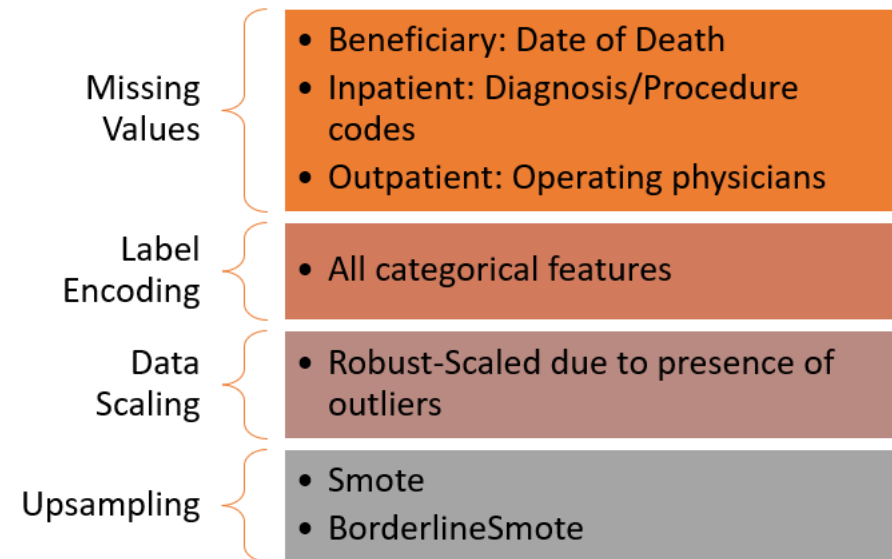 Missing
Values
• Beneficiary: Date of Death
• Inpatient: Diagnosis/Procedure
codes
• Outpatient: Operating physicians
Label
Encoding
• All categorical features
Data
Scaling
• Robust-Scaled due to presence of
outliers
Upsampling
• Smote
• BorderlineSmote